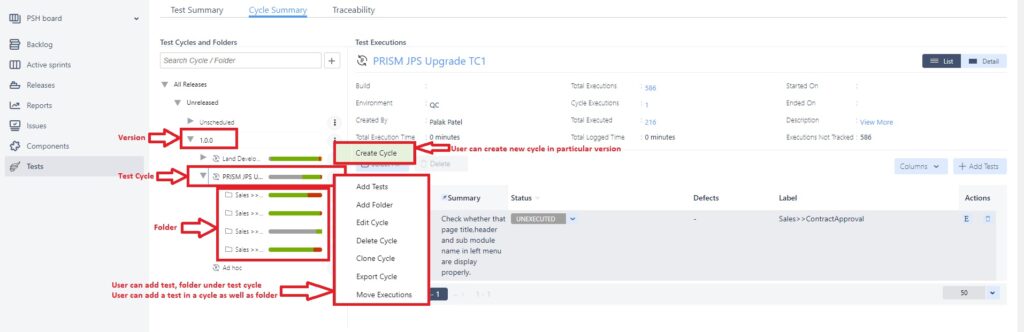 PSH board
Backlog
Active sprints
Releases
Reports
Issues
Components
Tests
Test Summary
Cycle Summary
Traceability
Test Cycles and Folders
Search Cycle / Folder
+
All Releases
Unreleased
Unscheduled
1.0.0
Land Develo...
PRISM JPS U...
Sales >>...
Sales >>...
Sales >>...
Sales >>...
Ad hoc
Version
Test Cycle
Folder
User can add test, folder under test cycle
User can add a test in a cycle as well as folder
Create Cycle
User can create new cycle in particular version
Add Tests
Add Folder
Edit Cycle
Delete Cycle
Clone Cycle
Export Cycle
Move Executions
Test Executions
PRISM JPS Upgrade TC1
List
Detail
Build :
Total Executions : 586
Started On :
Environment : QC
Cycle Executions : 1
Ended On :
Created By : Palak Patel
Total Executed : 216
Description : View More
Total Execution Time : 0 minutes
Total Logged Time : 0 minutes
Executions Not Tracked : 586
Delete
Columns
+ Add Tests
Summary
Status
Defects
Label
Actions
Check whether that
page title,header
and sub module
name in left menu
are display
properly.
UNEXECUTED
-
Sales>>ContractApproval
E
- 1
1 - 1
50